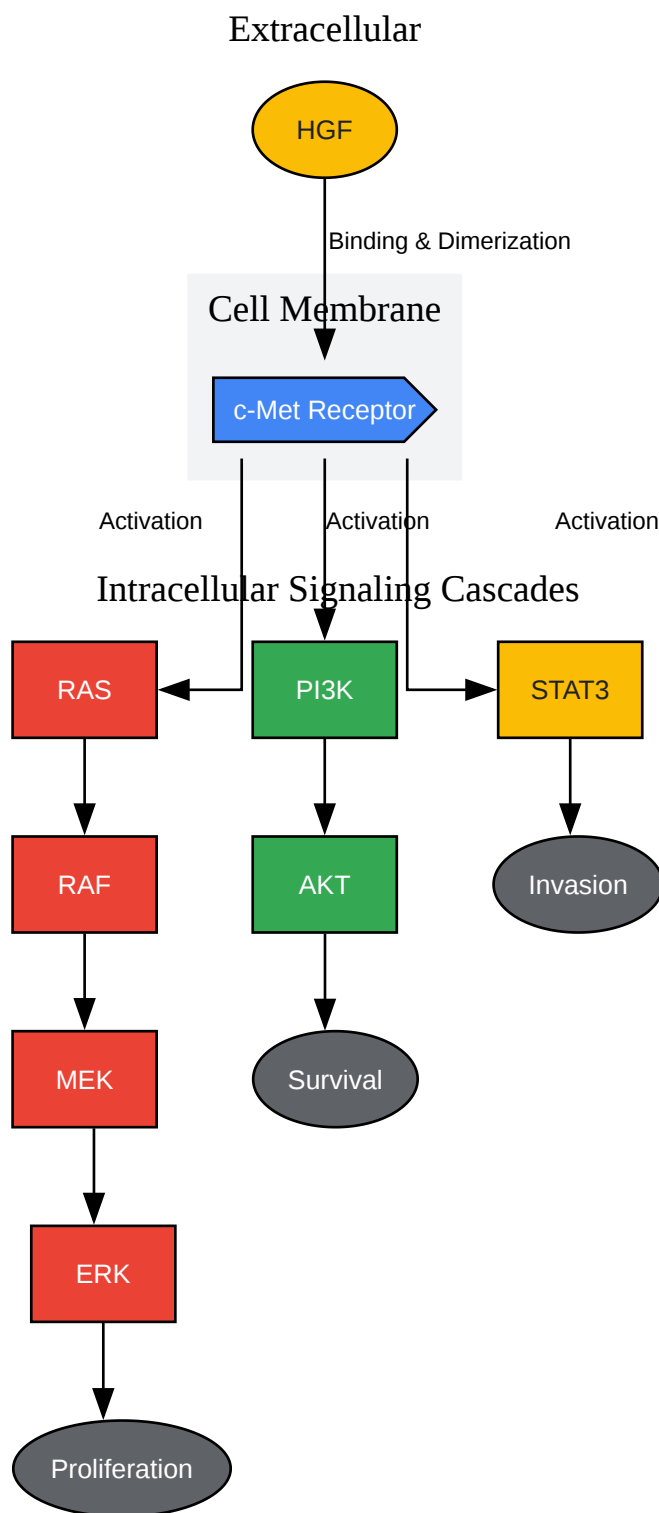 Extracellular
HGF
Binding & Dimerization
Cell Membrane
c-Met Receptor
Activation
Activation
Activation
Intracellular Signaling Cascades
RAS
PI3K
STAT3
RAF
AKT
Invasion
MEK
Survival
ERK
Proliferation